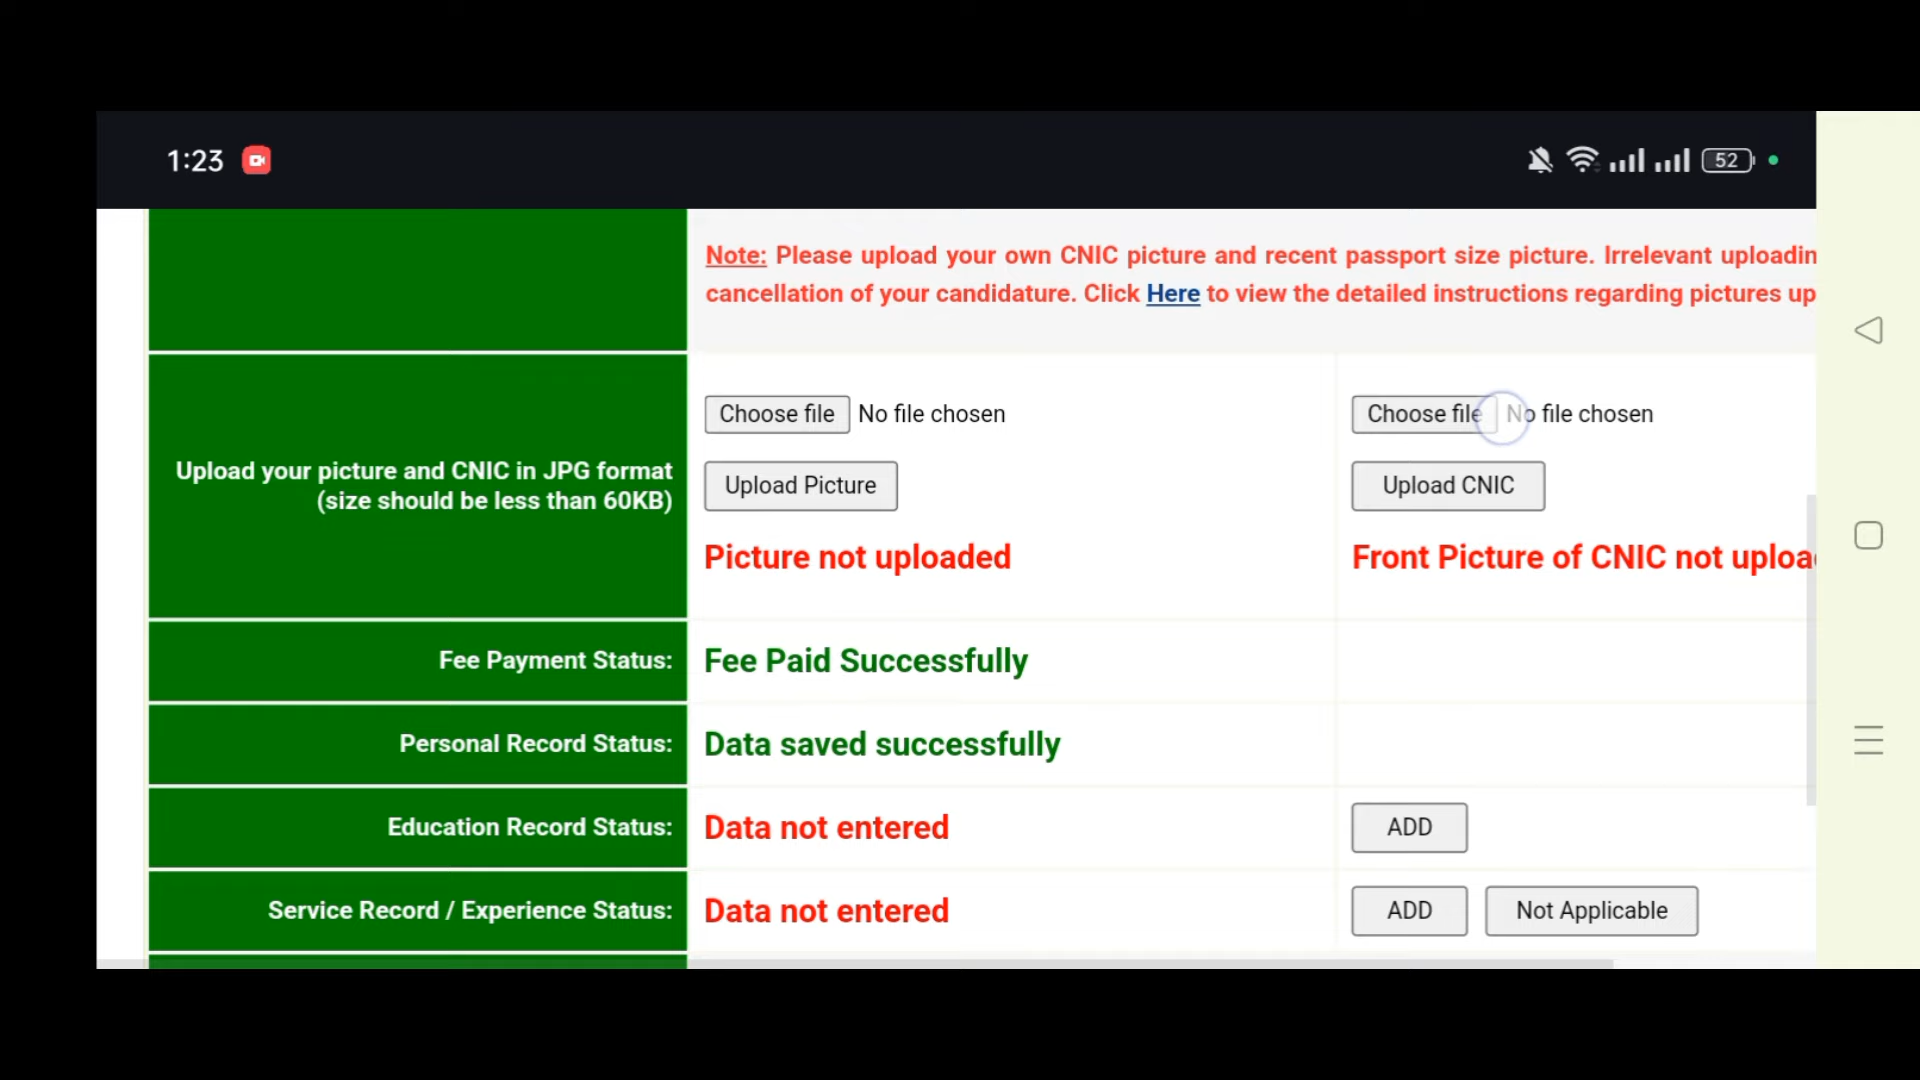 1:23
52
Note: Please upload your own CNIC picture and recent passport size picture. Irrelevant uploadin
cancellation of your candidature. Click Here to view the detailed instructions regarding pictures up
Upload your picture and CNIC in JPG format
(size should be less than 60KB)
Choose file No file chosen
Upload Picture
Picture not uploaded
Choose file No file chosen
Upload CNIC
Front Picture of CNIC not uploa
Fee Payment Status: Fee Paid Successfully
Personal Record Status: Data saved successfully
Education Record Status: Data not entered ADD
Service Record / Experience Status: Data not entered ADD Not Applicable